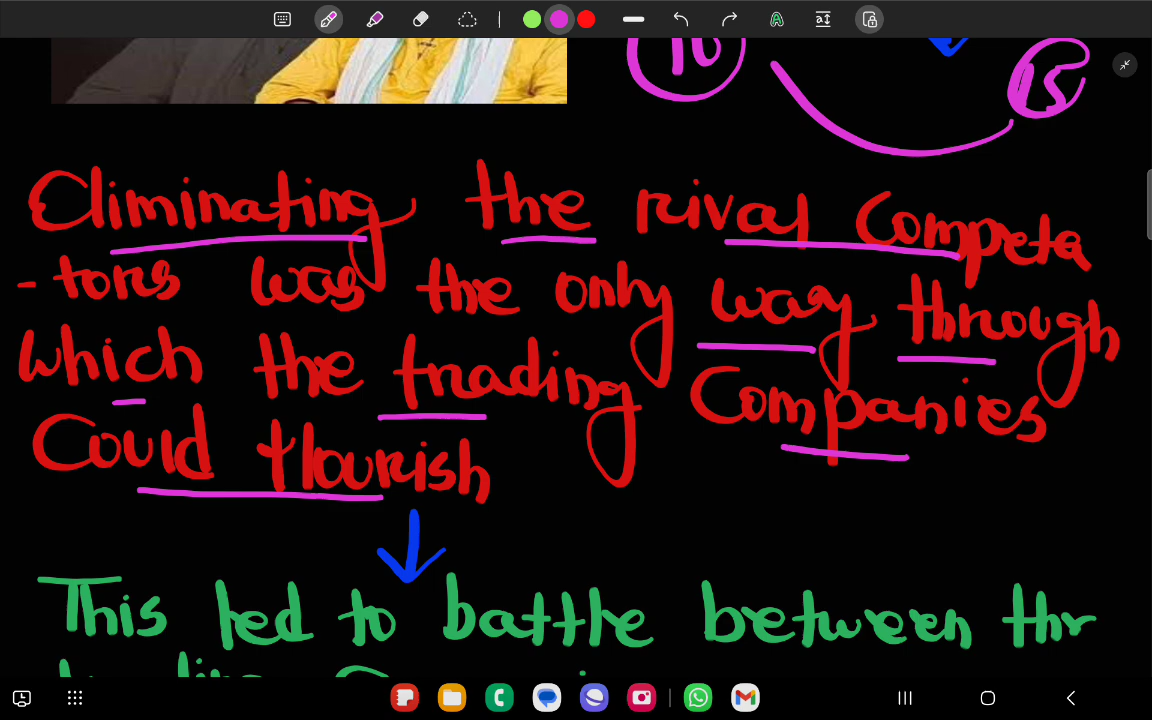 15
Eliminating the rival Competa
-tors was the only way through
which the trading Companies
Could flourish
This led to battle between the